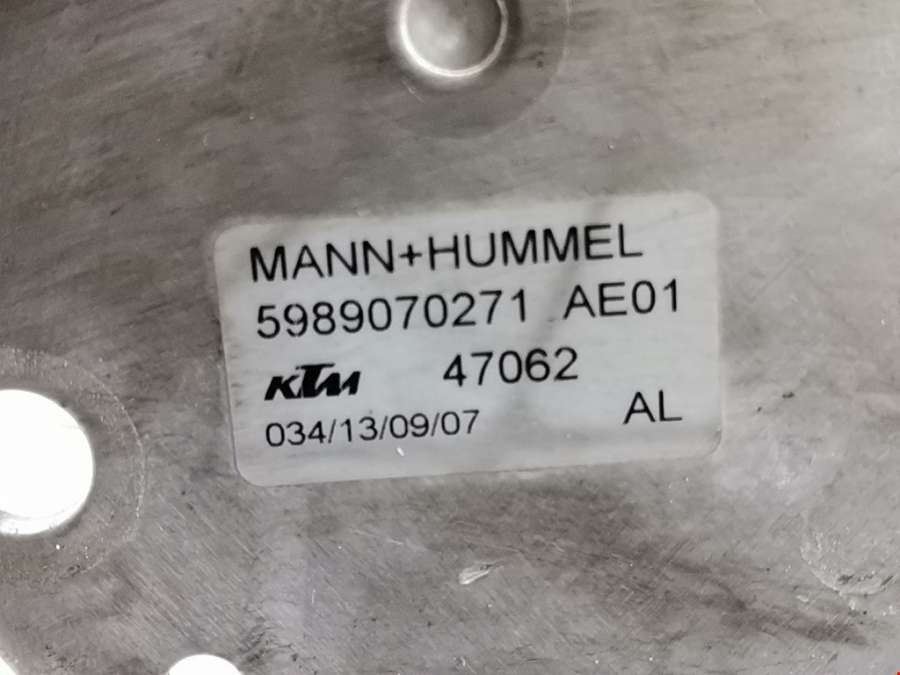 MANN+HUMMEL
5989070271 AE01
KTM 47062
034/13/09/07 AL